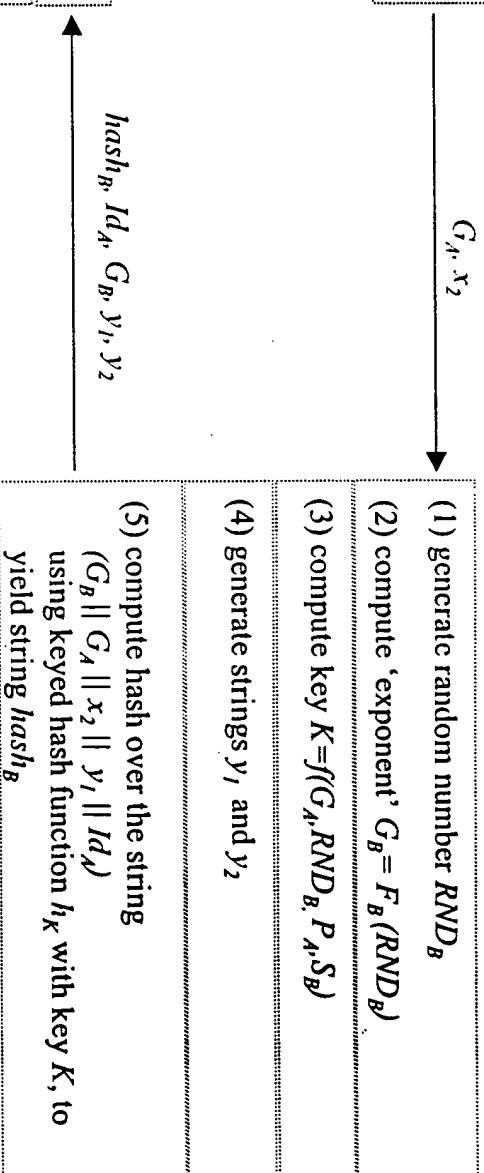 G_A, x_2
(1) generate random number RND_B
(2) compute ‘exponent’ G_B = F_B (RND_B)
(3) compute key K=f(G_A, RND_B, P_A, S_B)
(4) generate strings y_1 and y_2
(5) compute hash over the string
(G_B || G_A || x_2 || y_1 || Id_A)
using keyed hash function h_K with key K, to
yield string hash_B
hash_B, Id_A, G_B, y_1, y_2